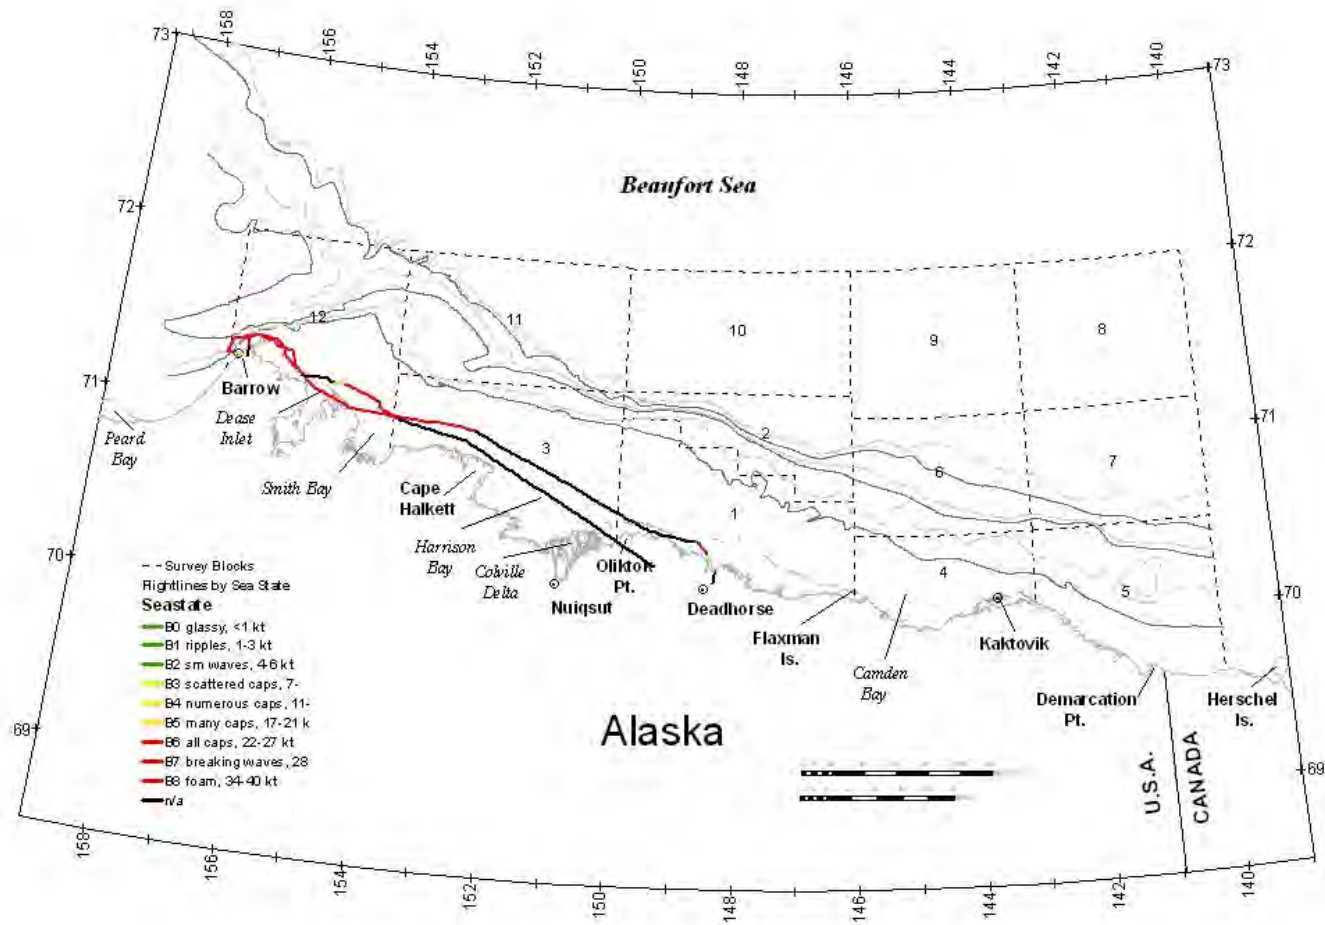 158
156
154
152
150
148
146
144
142
140
73
73
Beaufort Sea
72
72
12
11
10
9
8
71
71
Barrow
Dease
Inlet
Peard
Bay
Smith Bay
3
2
6
7
Cape
Halkett
1
Harrison
Bay
Colville
Delta
Oliktok
Pt.
Nuiqsut
Deadhorse
4
5
70
70
Flaxman
Is.
Kaktovik
Camden
Bay
Demarcation
Pt.
Herschel
Is.
Survey Blocks
Flightlines by Sea State
Seastate
B0 glassy, <1 kt
B1 ripples, 1-3 kt
B2 sm waves, 4-6 kt
B3 scattered caps, 7-
B4 numerous caps, 11-
B5 many caps, 17-21 k
B6 all caps, 22-27 kt
B7 breaking waves, 28
B8 foam, 34-40 kt
n/a
Alaska
U.S.A.
CANADA
69
69
158
156
154
152
150
148
146
144
142
140